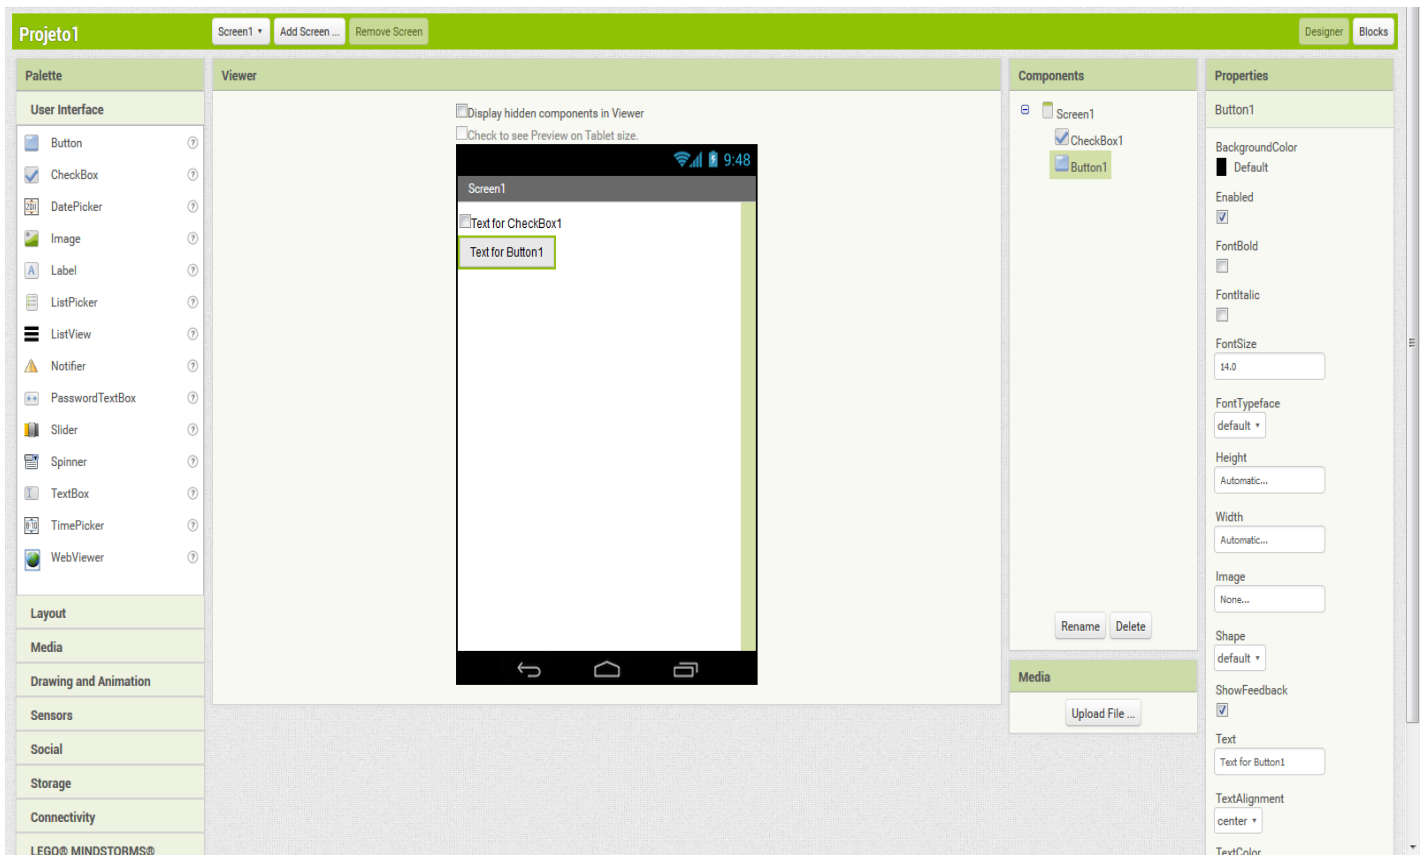 Projeto1
Screen1
Add Screen ...
Remove Screen
Designer
Blocks
Palette
User Interface
Button
CheckBox
DatePicker
Image
Label
ListPicker
ListView
Notifier
PasswordTextBox
Slider
Spinner
TextBox
TimePicker
WebViewer
Layout
Media
Drawing and Animation
Sensors
Social
Storage
Connectivity
LEGO® MINDSTORMS®
Viewer
Display hidden components in Viewer
Check to see Preview on Tablet size.
9:48
Screen1
Text for CheckBox1
Text for Button1
Components
Screen1
CheckBox1
Button1
Rename
Delete
Media
Upload File ...
Properties
Button1
BackgroundColor
Default
Enabled
FontBold
FontItalic
FontSize
14.0
FontTypeface
default
Height
Automatic...
Width
Automatic...
Image
None...
Shape
default
ShowFeedback
Text
Text for Button1
TextAlignment
center
TextColor